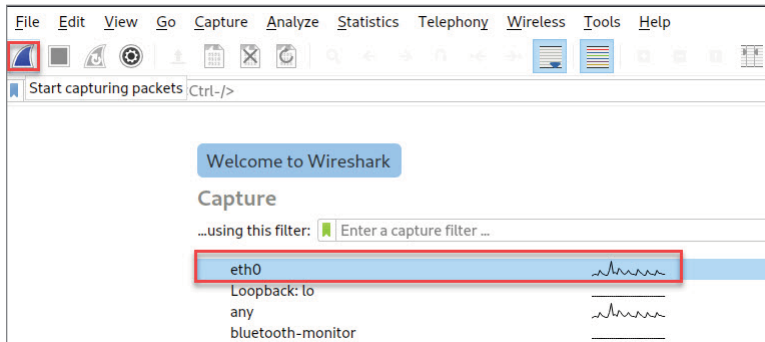 File Edit View Go Capture Analyze Statistics Telephony Wireless Tools Help
Start capturing packets Ctrl-/>
Welcome to Wireshark
Capture
...using this filter: Enter a capture filter ...
eth0
Loopback: lo
any
bluetooth-monitor